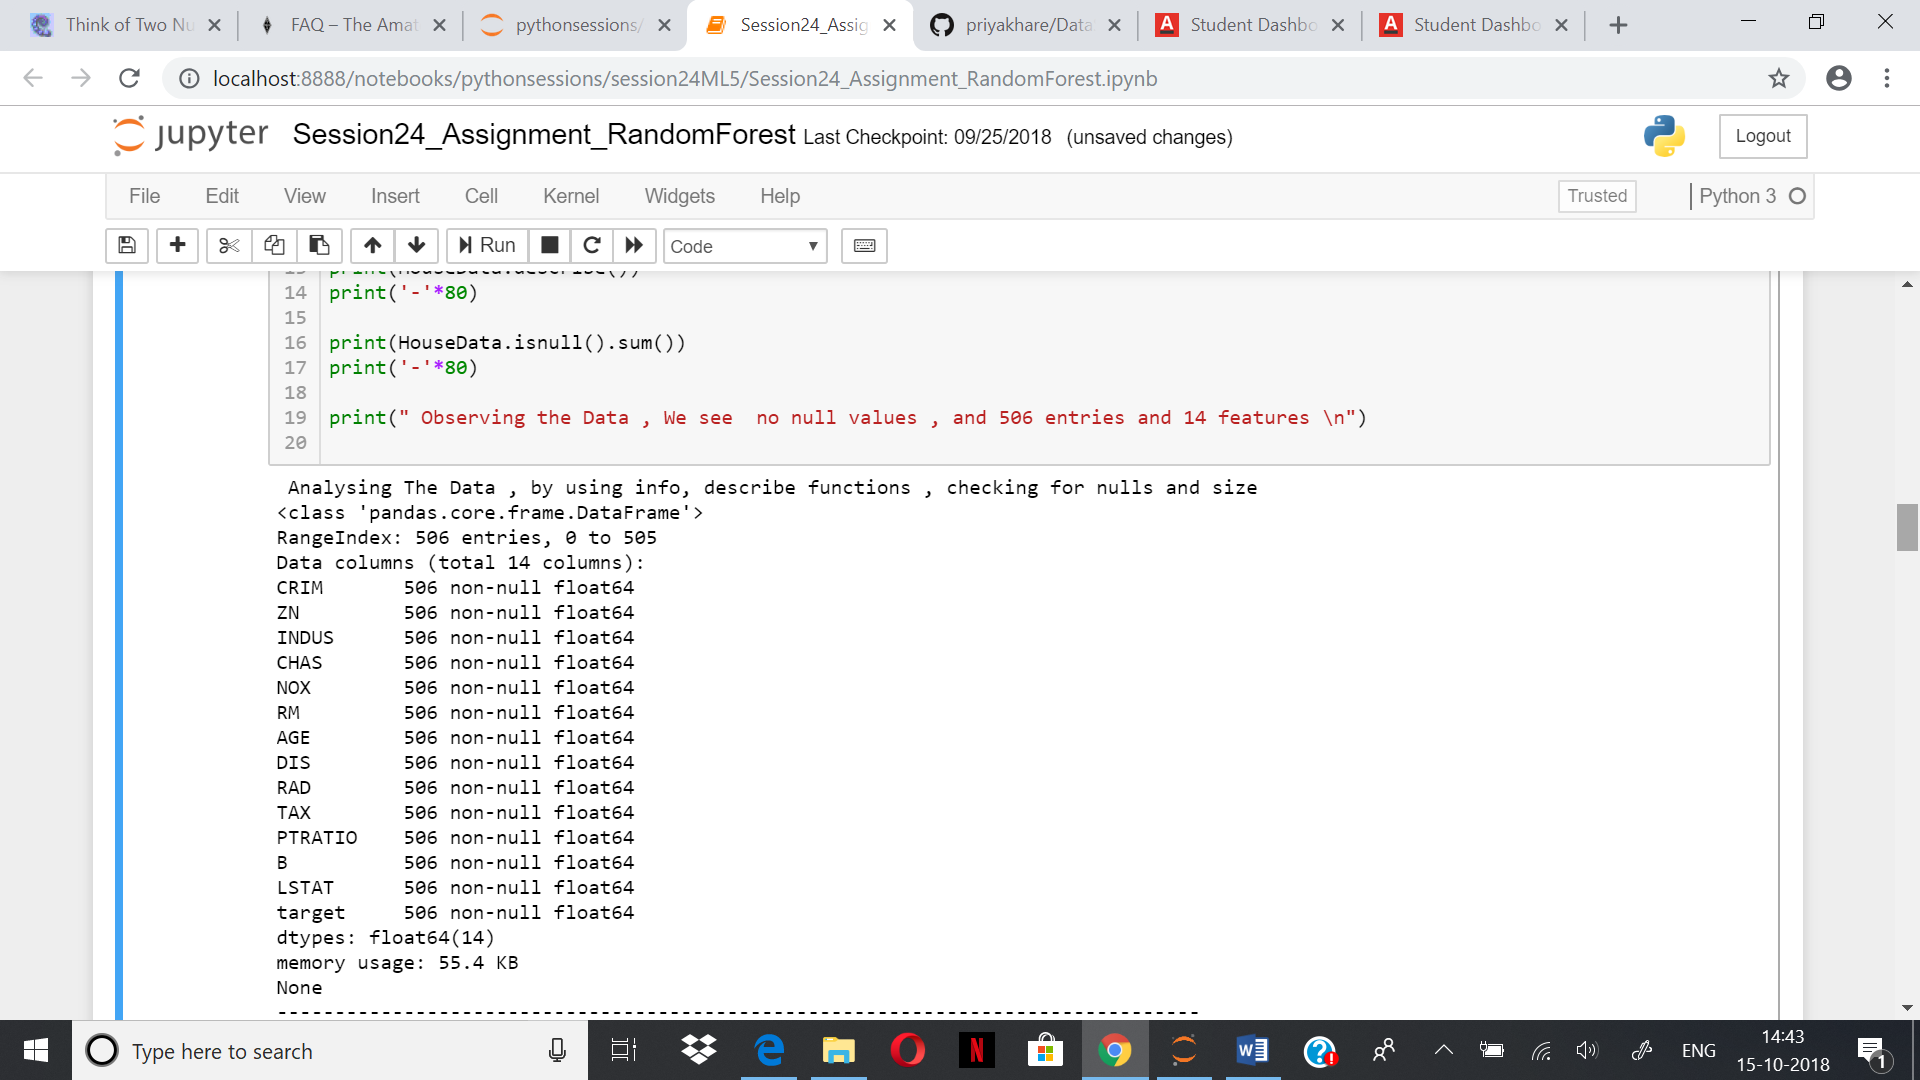 Think of Two Nu
FAQ – The Amat
pythonsessions/
Session24_Assig
priyakhare/Data
Student Dashbo
Student Dashbo
localhost:8888/notebooks/pythonsessions/session24ML5/Session24_Assignment_RandomForest.ipynb
jupyter Session24_Assignment_RandomForest Last Checkpoint: 09/25/2018 (unsaved changes)
Logout
File Edit View Insert Cell Kernel Widgets Help
Trusted
Python 3
Run
Code
13 print(HouseData.describe())
14 print('-'*80)
15
16 print(HouseData.isnull().sum())
17 print('-'*80)
18
19 print(" Observing the Data , We see  no null values , and 506 entries and 14 features \n")
20
Analysing The Data , by using info, describe functions , checking for nulls and size
<class 'pandas.core.frame.DataFrame'>
RangeIndex: 506 entries, 0 to 505
Data columns (total 14 columns):
CRIM       506 non-null float64
ZN         506 non-null float64
INDUS      506 non-null float64
CHAS       506 non-null float64
NOX        506 non-null float64
RM         506 non-null float64
AGE        506 non-null float64
DIS        506 non-null float64
RAD        506 non-null float64
TAX        506 non-null float64
PTRATIO    506 non-null float64
B          506 non-null float64
LSTAT      506 non-null float64
target     506 non-null float64
dtypes: float64(14)
memory usage: 55.4 KB
None
--------------------------------------------------------------------------------
Type here to search
ENG
14:43
15-10-2018
1